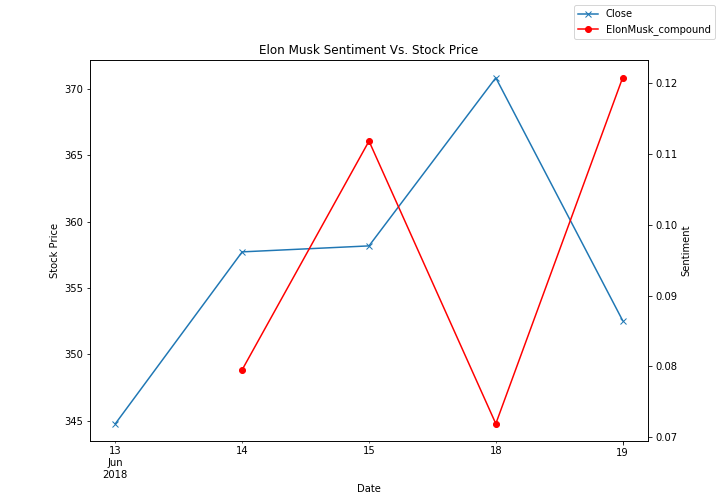 Close
ElonMusk_compound
Elon Musk Sentiment Vs. Stock Price
370
365
360
355
350
345
Stock Price
0.12
0.11
0.10
0.09
0.08
0.07
Sentiment
13
Jun
2018
14
15
18
19
Date